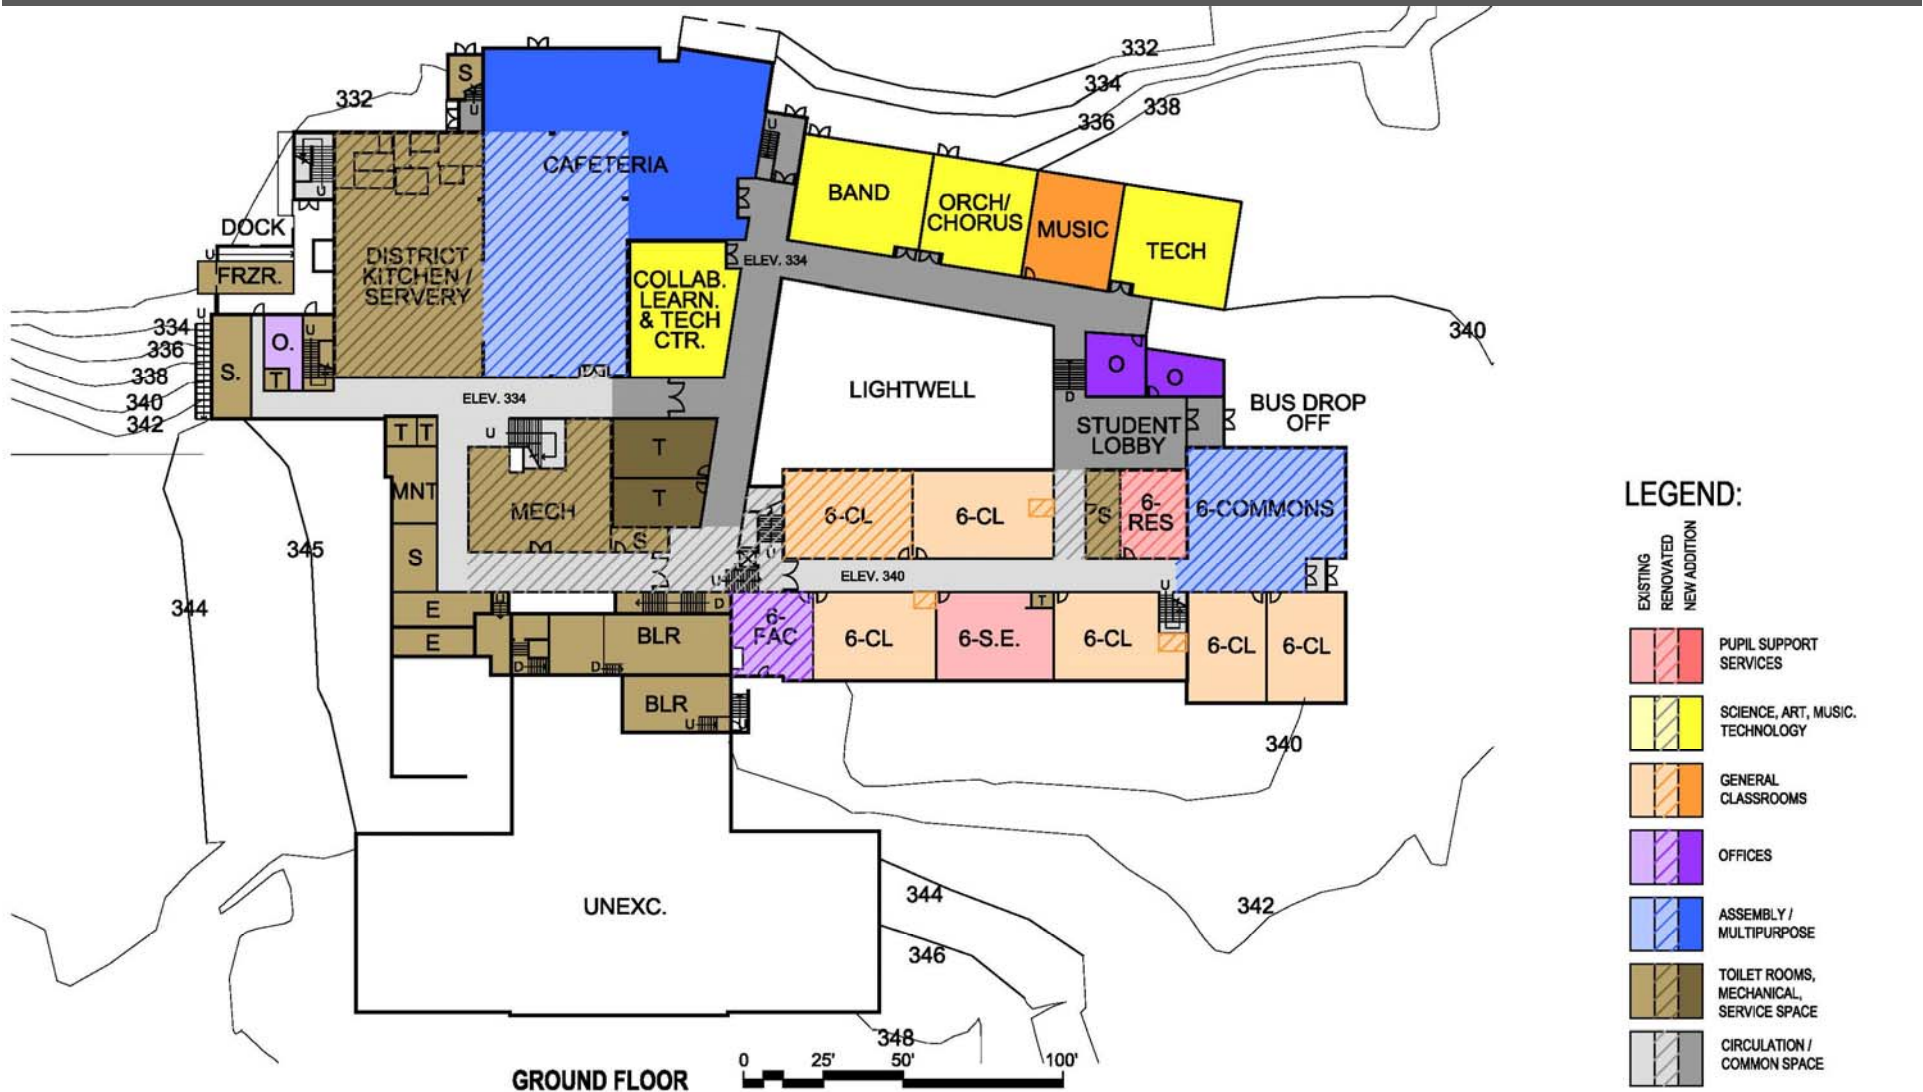 332
334
336
338
332
S
U
CAFETERIA
U
BAND
ORCH/
CHORUS
MUSIC
TECH
U
DOCK
U
FRZR.
DISTRICT
KITCHEN /
SERVERY
COLLAB.
LEARN.
& TECH
CTR.
ELEV. 334
340
U
334
336
338
340
342
S.
O.
T
U
LIGHTWELL
O
O
D
ELEV. 334
BUS DROP
OFF
STUDENT
LOBBY
T T
U
T
MNT
T
MECH
S
S
6-CL
6-CL
S
6-
RES
6-COMMONS
345
344
U
U
ELEV. 340
U
E
E
D
D
D
BLR
6-
FAC
6-CL
6-S.E.
T
6-CL
6-CL
6-CL
BLR
U
U
340
342
UNEXC.
344
346
348
GROUND FLOOR
0 25' 50' 100'
LEGEND:
EXISTING
RENOVATED
NEW ADDITION
PUPIL SUPPORT
SERVICES
SCIENCE, ART, MUSIC.
TECHNOLOGY
GENERAL
CLASSROOMS
OFFICES
ASSEMBLY /
MULTIPURPOSE
TOILET ROOMS,
MECHANICAL,
SERVICE SPACE
CIRCULATION /
COMMON SPACE